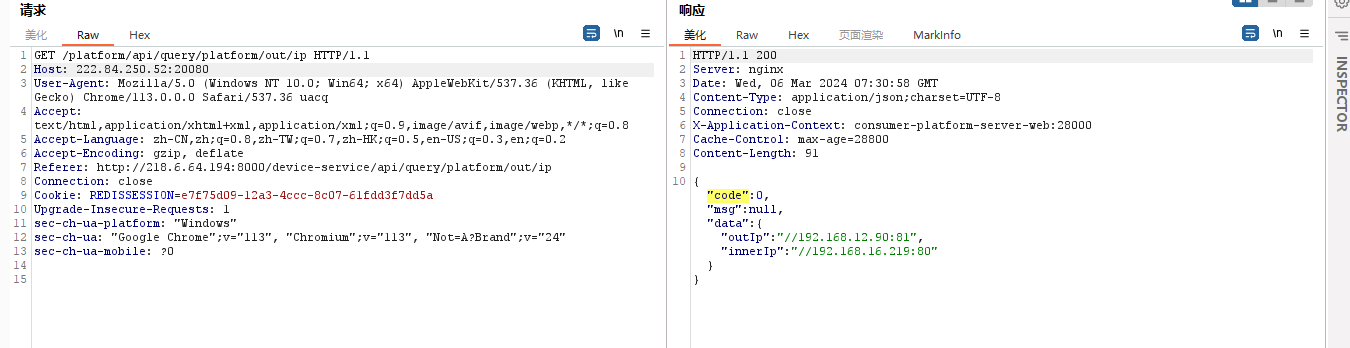 请求
美化 Raw Hex \n
1 GET /platform/api/query/platform/out/ip HTTP/1.1
2 Host: 222.84.250.52:20080
3 User-Agent: Mozilla/5.0 (Windows NT 10.0; Win64; x64) AppleWebKit/537.36 (KHTML, like
Gecko) Chrome/113.0.0.0 Safari/537.36 uacq
4 Accept:
text/html,application/xhtml+xml,application/xml;q=0.9,image/avif,image/webp,*/*;q=0.8
5 Accept-Language: zh-CN,zh;q=0.8,zh-TW;q=0.7,zh-HK;q=0.5,en-US;q=0.3,en;q=0.2
6 Accept-Encoding: gzip, deflate
7 Referer: http://218.6.64.194:8000/device-service/api/query/platform/out/ip
8 Connection: close
9 Cookie: REDISSESSION=e7f75d09-12a3-4ccc-8c07-61fdd3f7dd5a
10 Upgrade-Insecure-Requests: 1
11 sec-ch-ua-platform: "Windows"
12 sec-ch-ua: "Google Chrome";v="113", "Chromium";v="113", "Not=A?Brand";v="24"
13 sec-ch-ua-mobile: ?0
14
15
响应
美化 Raw Hex 页面渲染 MarkInfo \n
1 HTTP/1.1 200
2 Server: nginx
3 Date: Wed, 06 Mar 2024 07:30:58 GMT
4 Content-Type: application/json;charset=UTF-8
5 Connection: close
6 X-Application-Context: consumer-platform-server-web:28000
7 Cache-Control: max-age=28800
8 Content-Length: 91
9
10 {
"code":0,
"msg":null,
"data":{
"outIp":"//192.168.12.90:81",
"innerIp":"//192.168.16.219:80"
}
}
INSPECTOR